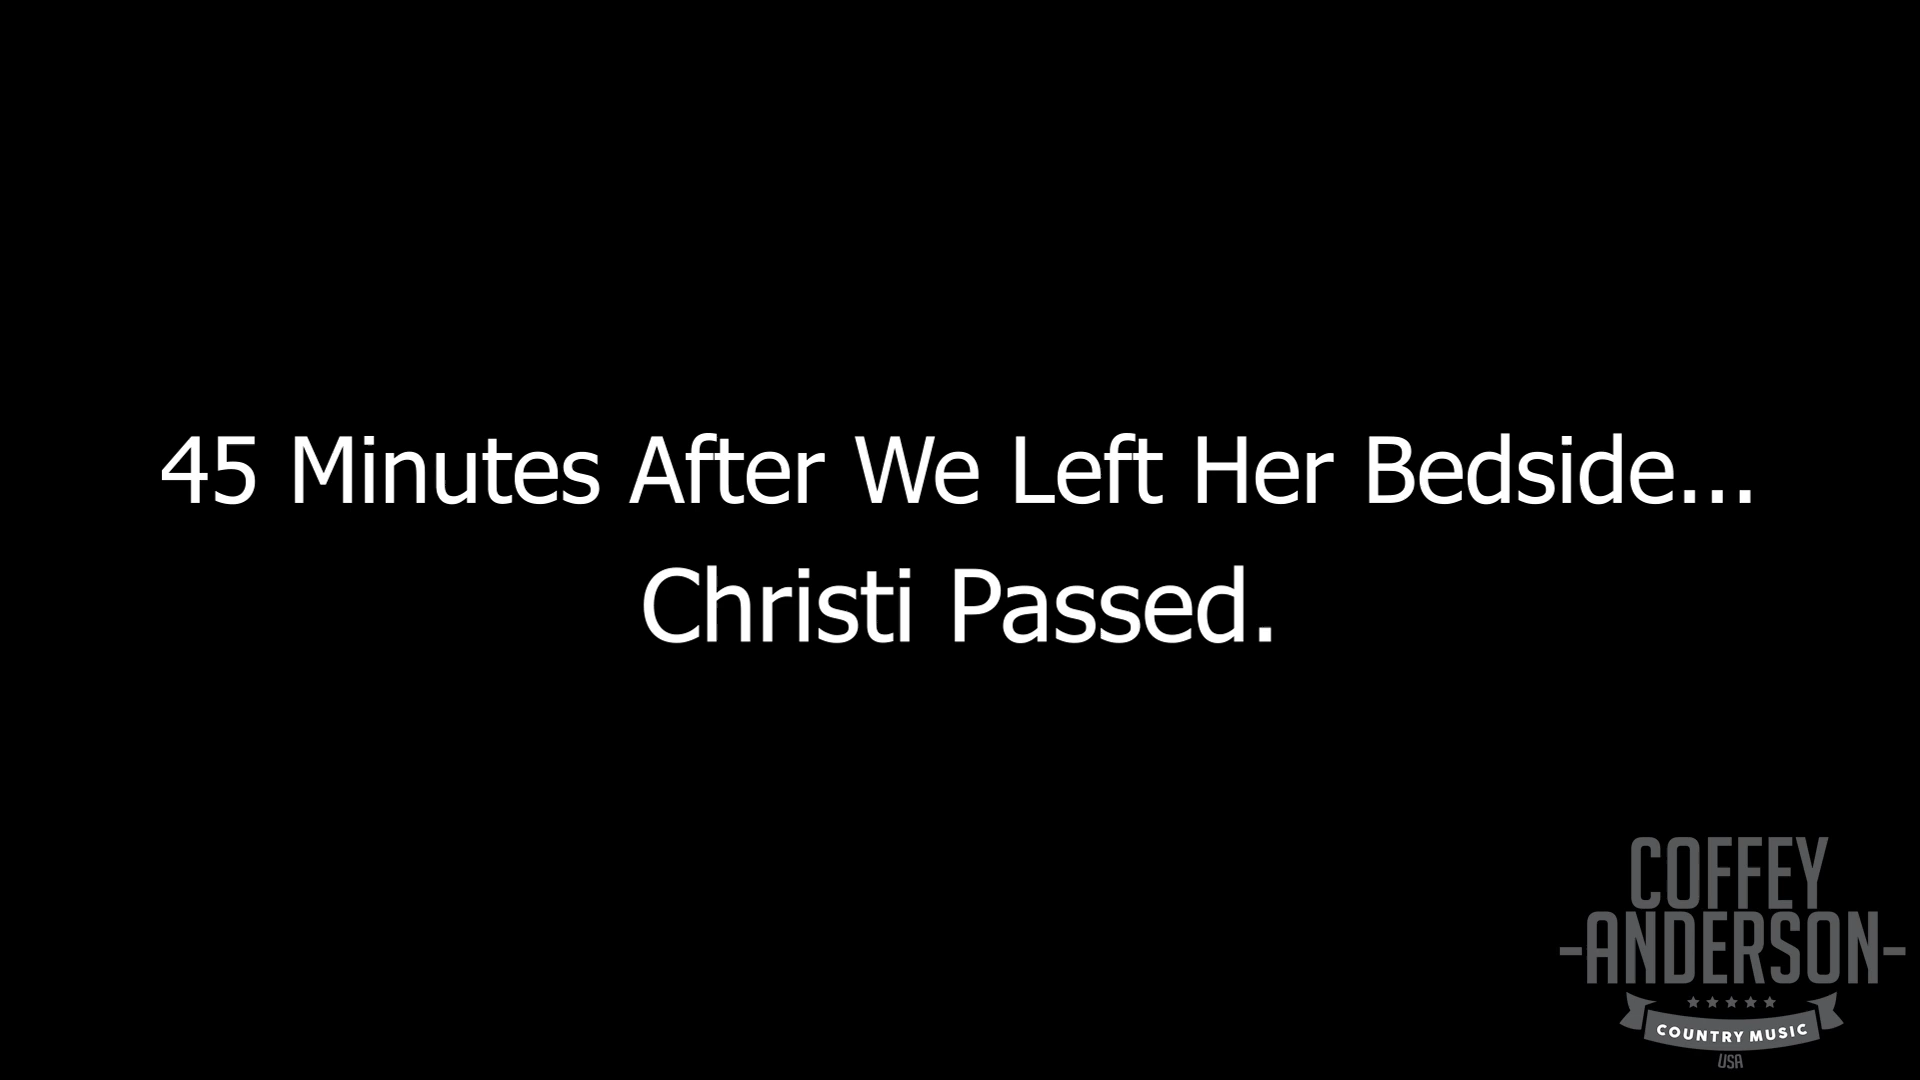 45 Minutes After We Left Her Bedside...
Christi Passed.
COFFEY
-ANDERSON-
COUNTRY MUSIC
USA